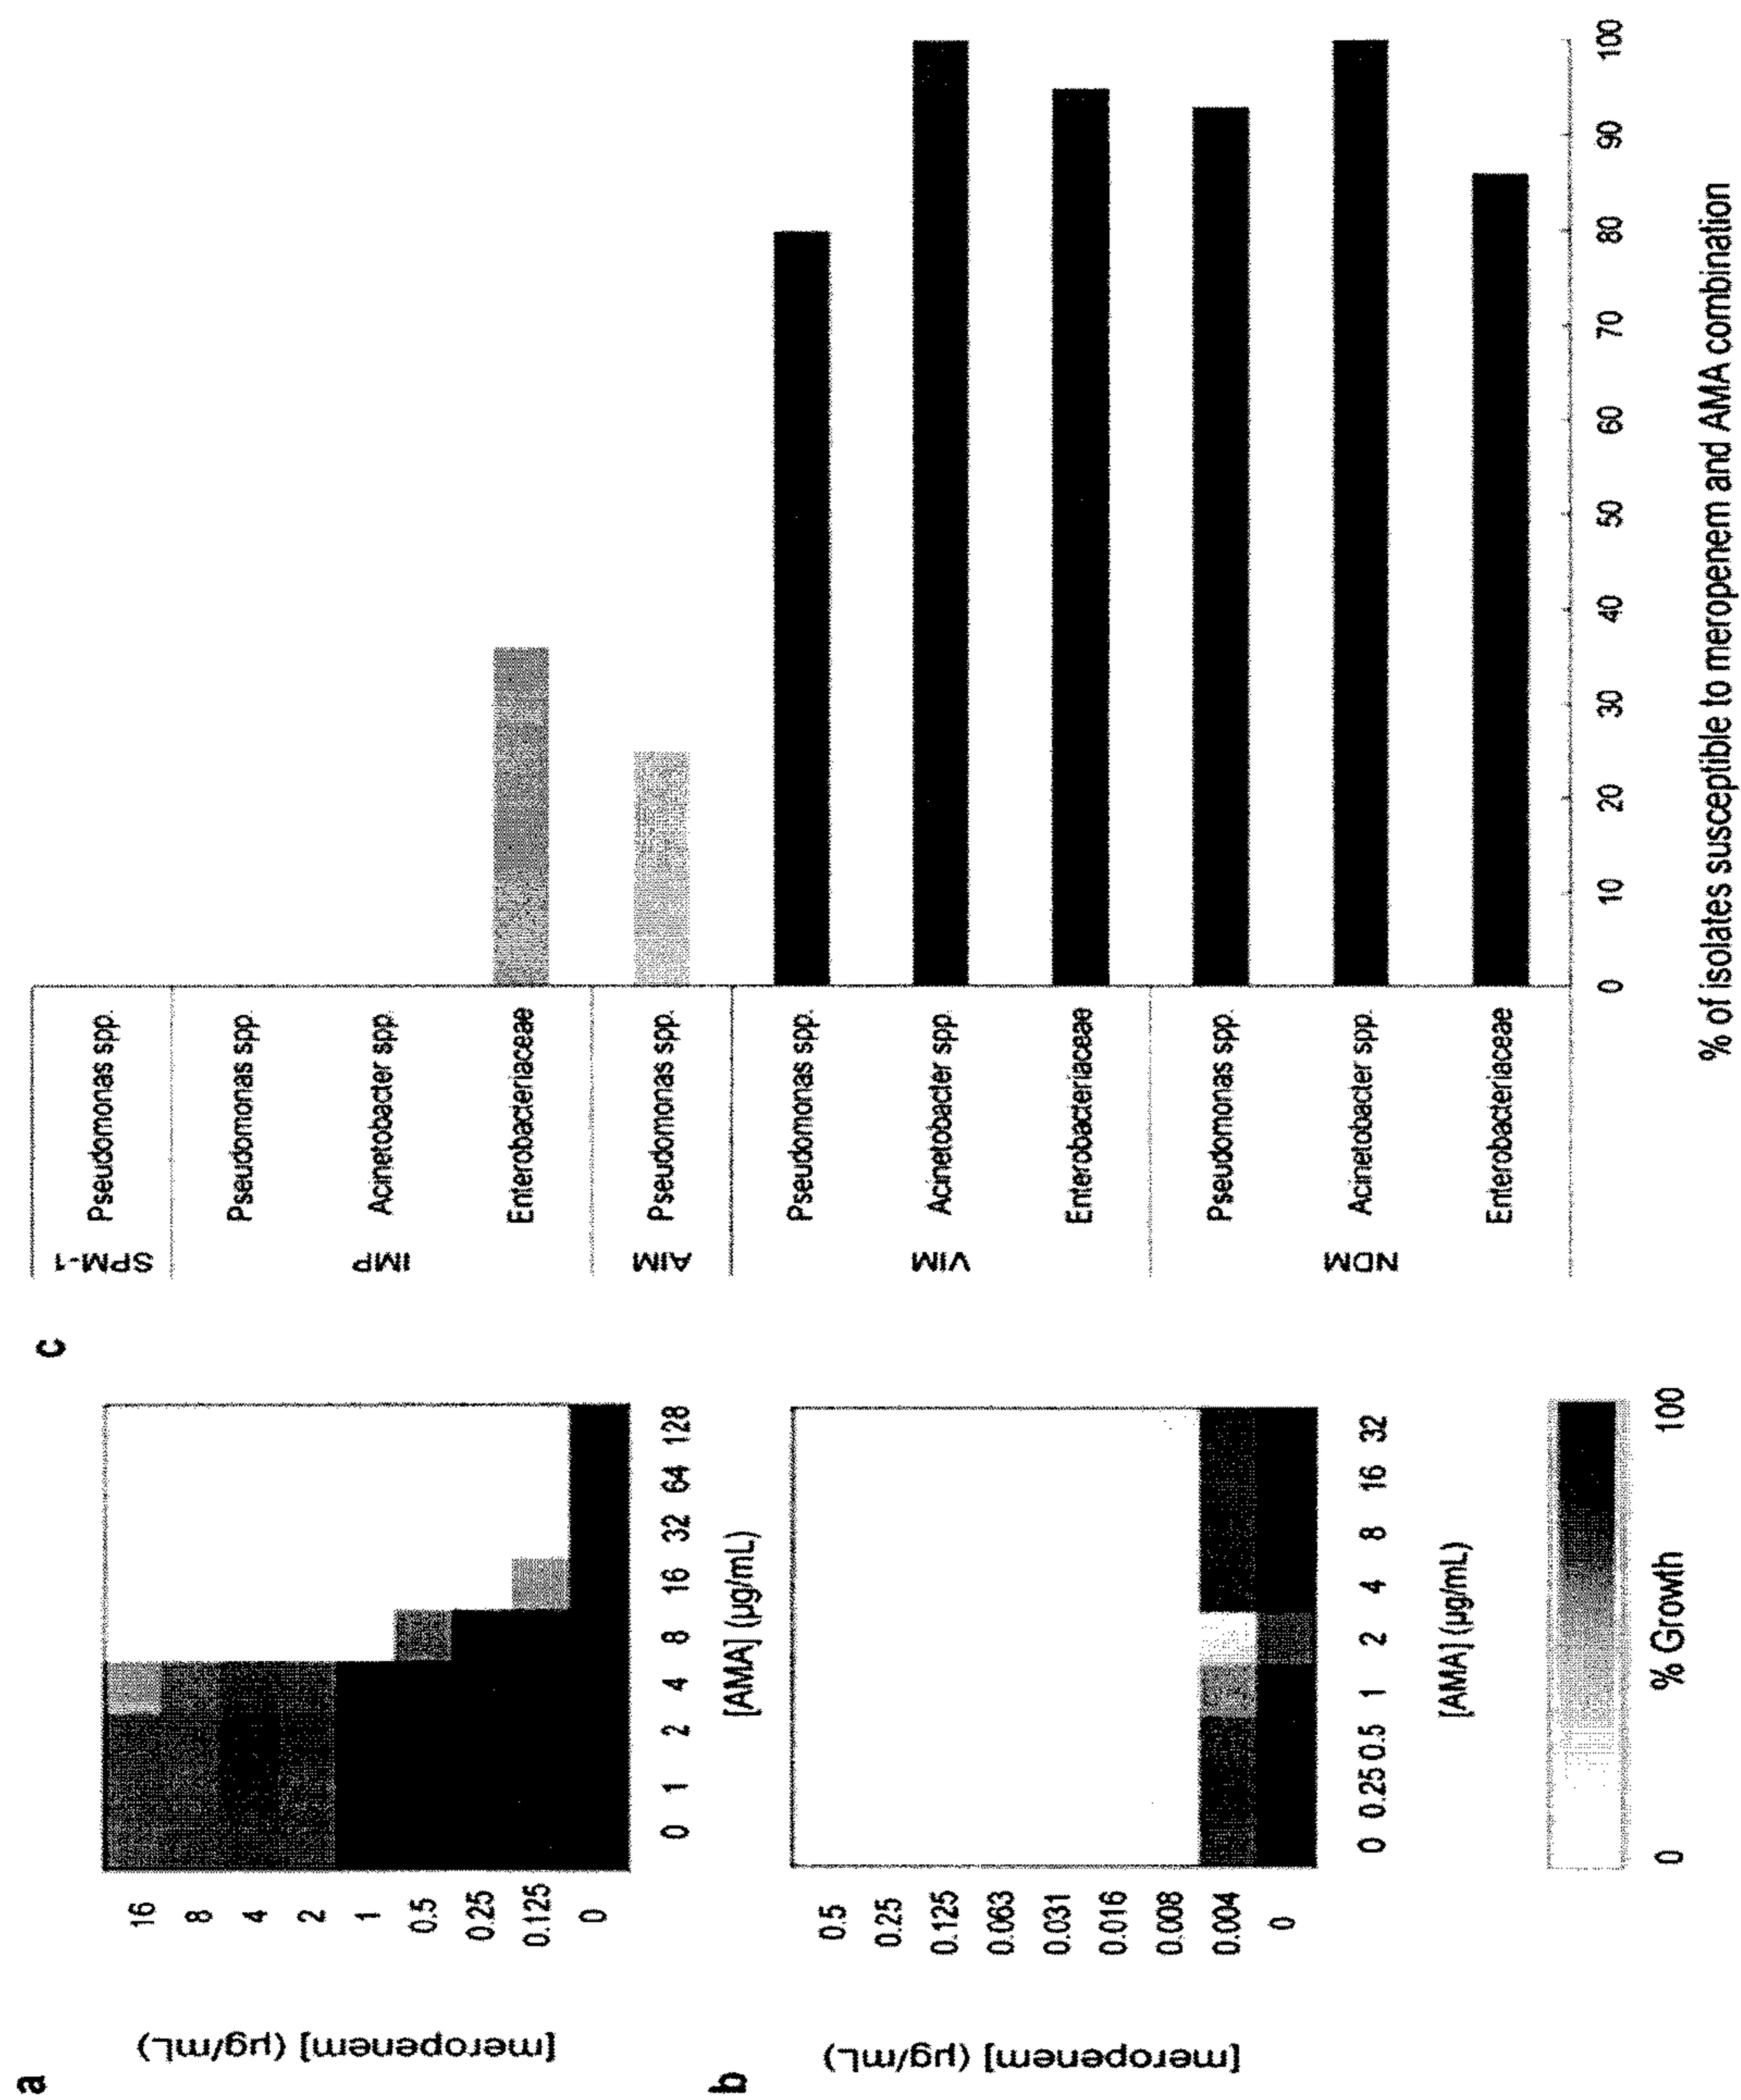 a
[meropenem] (µg/mL)
16
8
4
2
1
0.5
0.25
0.125
0
0 1 2 4 8 16 32 64 128
[AMA] (µg/mL)
b
[meropenem] (µg/mL)
0.5
0.25
0.125
0.063
0.031
0.016
0.008
0.004
0
0 0.25 0.5 1 2 4 8 16 32
[AMA] (µg/mL)
0 100
% Growth
c
SPM-1
Pseudomonas spp.
IMP
Pseudomonas spp.
Acinetobacter spp.
Enterobacteriaceae
AIM
Pseudomonas spp.
VIM
Pseudomonas spp.
Acinetobacter spp.
Enterobacteriaceae
NDM
Pseudomonas spp.
Acinetobacter spp.
Enterobacteriaceae
0 10 20 30 40 50 60 70 80 90 100
% of isolates susceptible to meropenem and AMA combination